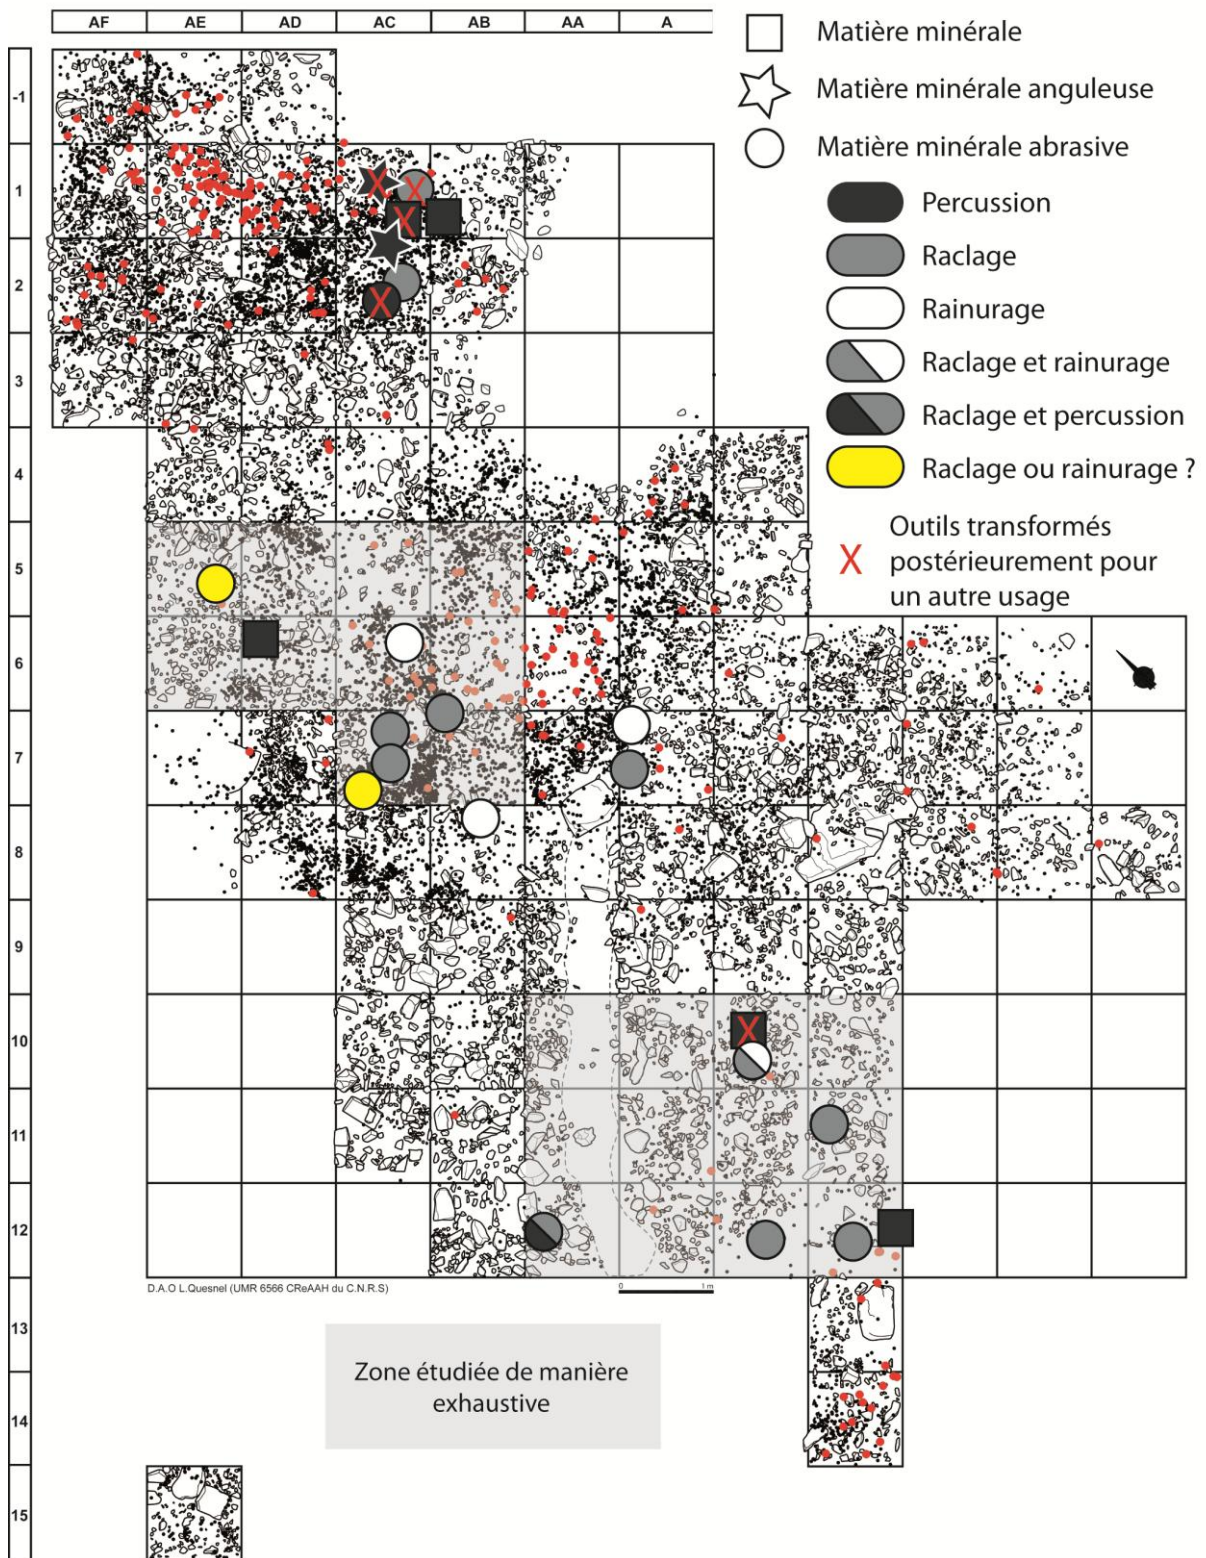 AF AE AD AC AB AA A
Matière minérale
Matière minérale anguleuse
Matière minérale abrasive
Percussion
Raclage
Rainurage
Raclage et rainurage
Raclage et percussion
Raclage ou rainurage ?
X Outils transformés
postérieurement pour
un autre usage
-1
1
X X
X
2
X
3
4
5
6
7
8
9
10
X
11
12
D.A.O L.Quesnel (UMR 6566 CReAAH du C.N.R.S)
0 1 m
13
Zone étudiée de manière
exhaustive
14
15